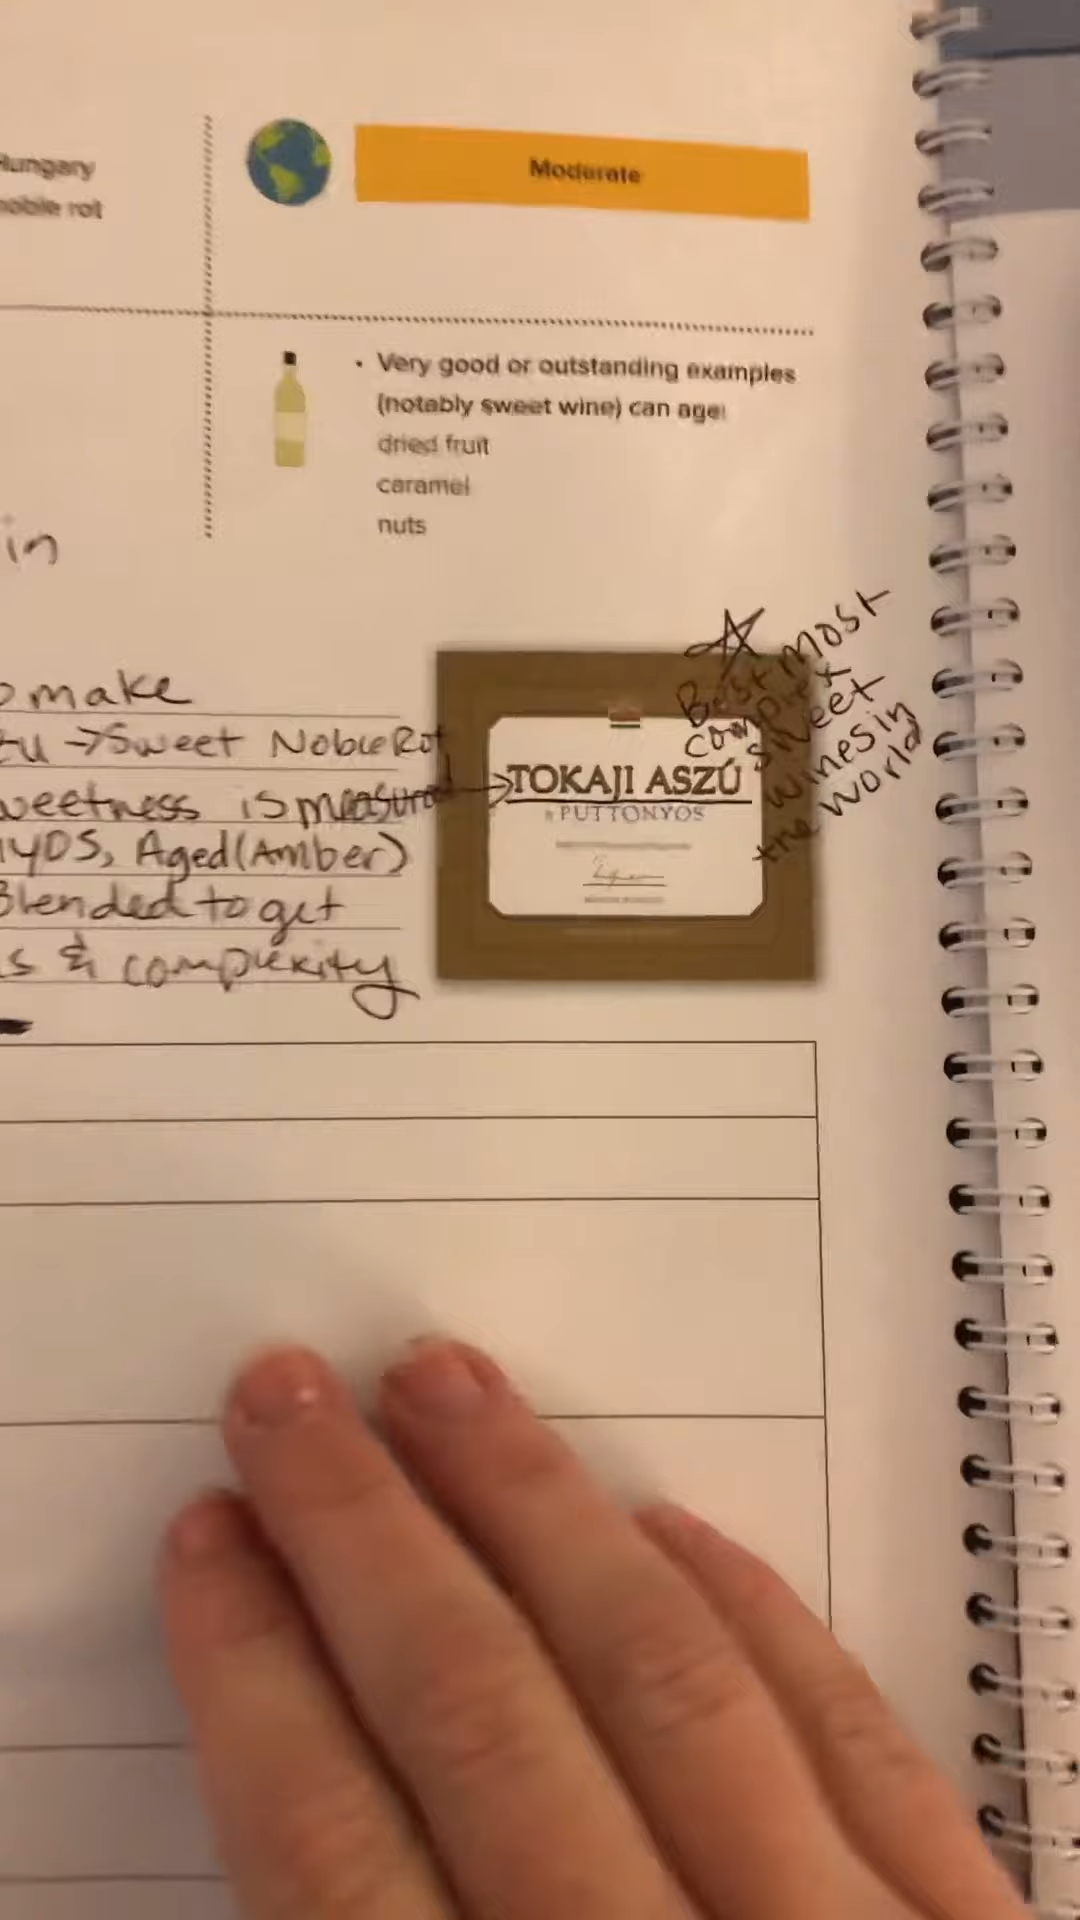 Hungary
noble rot
Moderate
• Very good or outstanding examples
(notably sweet wine) can age:
dried fruit
caramel
nuts
in
make
Best most
complex
sweet
wines in
the world
→ Sweet Noble Rot
sweetness is measured
Aged (Amber)
Blended to get
& complexity
TOKAJI ASZÚ
PUTTONYOS